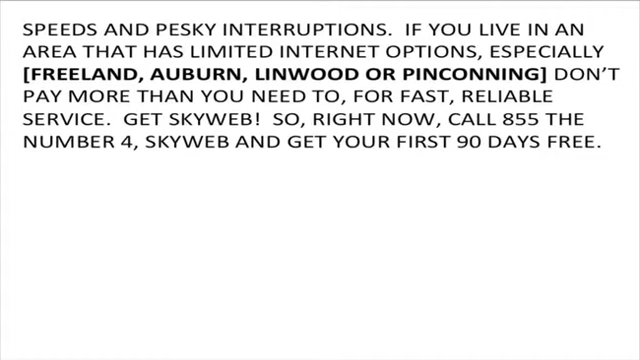 SPEEDS AND PESKY INTERRUPTIONS.  IF YOU LIVE IN AN
AREA THAT HAS LIMITED INTERNET OPTIONS, ESPECIALLY
[FREELAND, AUBURN, LINWOOD OR PINCONNING] DON’T
PAY MORE THAN YOU NEED TO, FOR FAST, RELIABLE
SERVICE.  GET SKYWEB!  SO, RIGHT NOW, CALL 855 THE
NUMBER 4, SKYWEB AND GET YOUR FIRST 90 DAYS FREE.